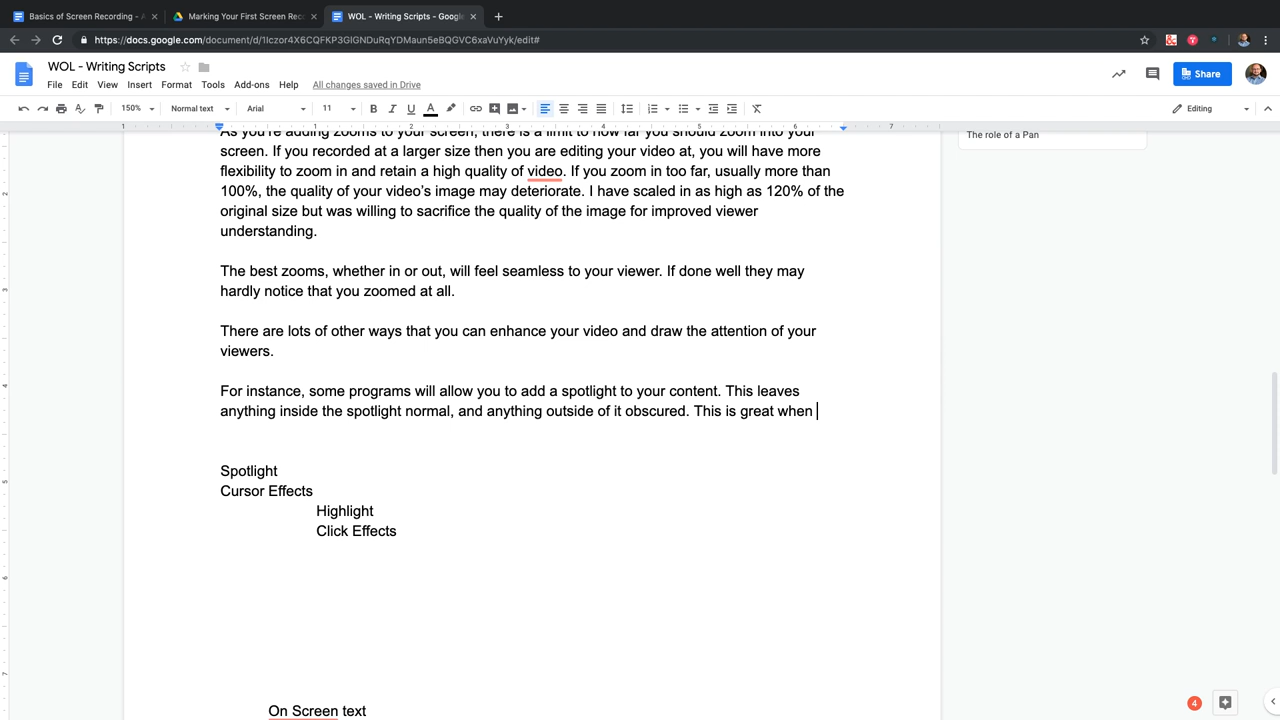 Basics of Screen Recording - A
Marking Your First Screen Reco
WOL - Writing Scripts - Google
https://docs.google.com/document/d/1Iczor4X6CQFKP3GlGNDuRqYDMaun5eBQGVC6xaVuYyk/edit#
WOL - Writing Scripts
File Edit View Insert Format Tools Add-ons Help All changes saved in Drive
Share
150% Normal text Arial 11 Editing
As you're adding zooms to your screen, there is a limit to how far you should zoom into your
screen. If you recorded at a larger size then you are editing your video at, you will have more
flexibility to zoom in and retain a high quality of video. If you zoom in too far, usually more than
100%, the quality of your video's image may deteriorate. I have scaled in as high as 120% of the
original size but was willing to sacrifice the quality of the image for improved viewer
understanding.
The best zooms, whether in or out, will feel seamless to your viewer. If done well they may
hardly notice that you zoomed at all.
There are lots of other ways that you can enhance your video and draw the attention of your
viewers.
For instance, some programs will allow you to add a spotlight to your content. This leaves
anything inside the spotlight normal, and anything outside of it obscured. This is great when
Spotlight
Cursor Effects
Highlight
Click Effects
On Screen text
The role of a Pan
4